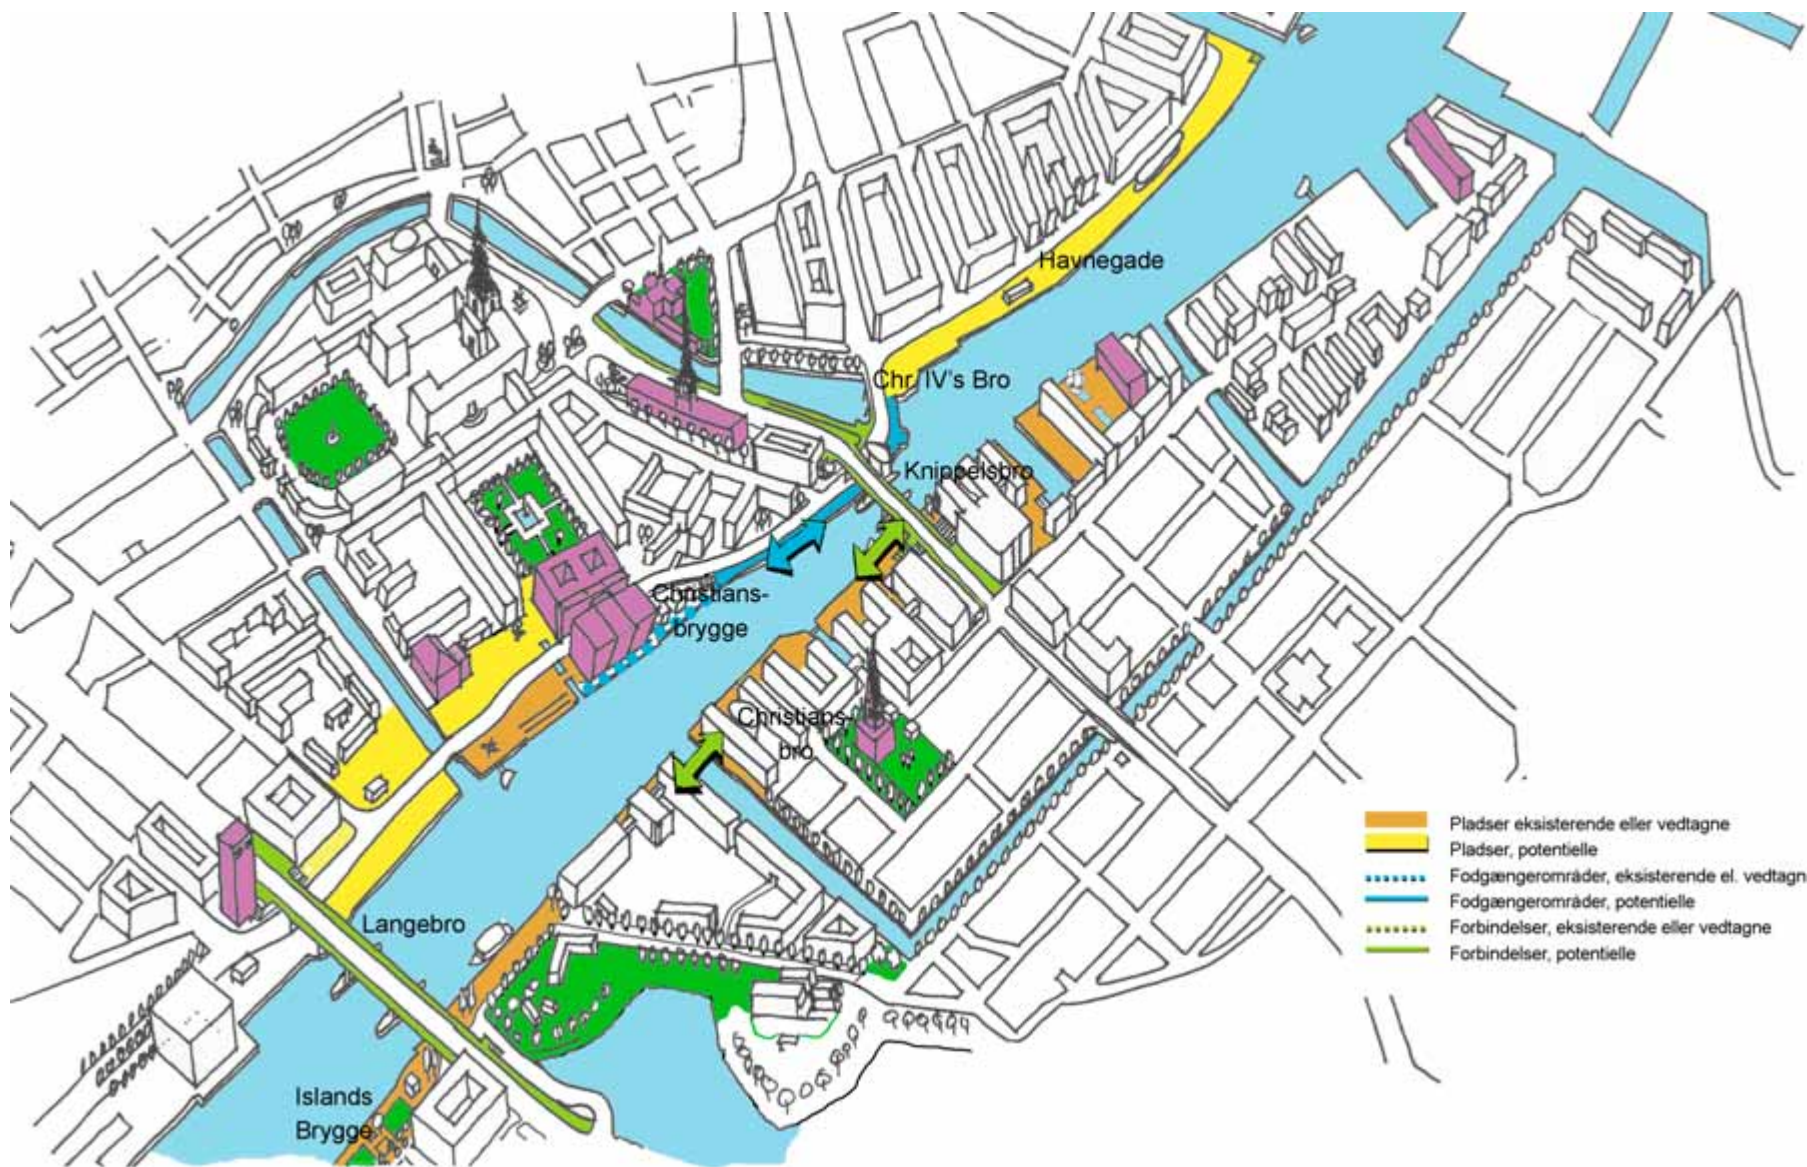 Havnegade
Chr. IV's Bro
Knippelsbro
Christians-
brygge
Christians-
bro
Langebro
Islands
Brygge
Pladser eksisterende eller vedtagne
Pladser, potentielle
Fodgængerområder, eksisterende el. vedtagn
Fodgængerområder, potentielle
Forbindelser, eksisterende eller vedtagne
Forbindelser, potentielle